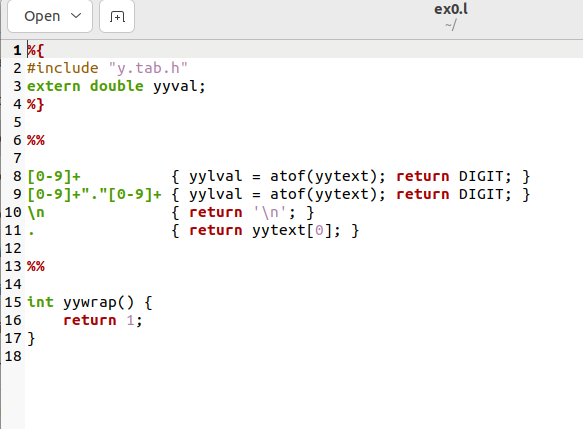 Open
ex0.l
~/
1 %{
2 #include "y.tab.h"
3 extern double yyval;
4 %}
5
6 %%
7
8 [0-9]+          { yylval = atof(yytext); return DIGIT; }
9 [0-9]+"."[0-9]+ { yylval = atof(yytext); return DIGIT; }
10 \n              { return '\n'; }
11 .               { return yytext[0]; }
12
13 %%
14
15 int yywrap() {
16     return 1;
17 }
18